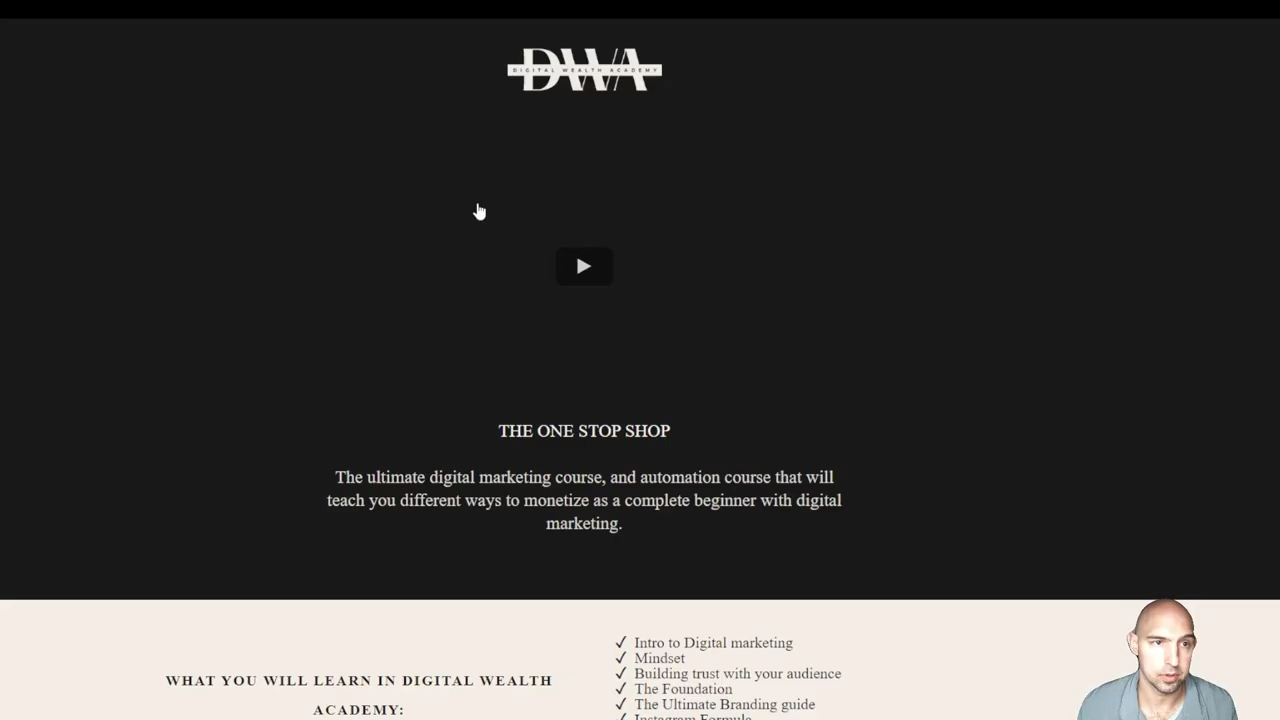 DWA
DIGITAL WEALTH ACADEMY
THE ONE STOP SHOP
The ultimate digital marketing course, and automation course that will
teach you different ways to monetize as a complete beginner with digital
marketing.
WHAT YOU WILL LEARN IN DIGITAL WEALTH
ACADEMY:
✓ Intro to Digital marketing
✓ Mindset
✓ Building trust with your audience
✓ The Foundation
✓ The Ultimate Branding guide
✓ Instagram Formula